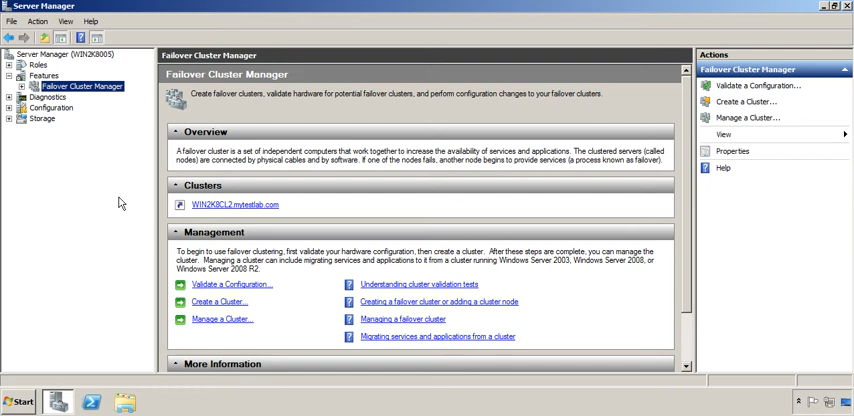 Server Manager
File Action View Help
Server Manager (WIN2K8005)
Roles
Features
Failover Cluster Manager
Diagnostics
Configuration
Storage
Failover Cluster Manager
Failover Cluster Manager
Create failover clusters, validate hardware for potential failover clusters, and perform configuration changes to your failover clusters.
Overview
A failover cluster is a set of independent computers that work together to increase the availability of services and applications. The clustered servers (called
nodes) are connected by physical cables and by software. If one of the nodes fails, another node begins to provide services (a process known as failover).
Clusters
WIN2K8CL2.mytestlab.com
Management
To begin to use failover clustering, first validate your hardware configuration, then create a cluster. After these steps are complete, you can manage the
cluster. Managing a cluster can include migrating services and applications to it from a cluster running Windows Server 2003, Windows Server 2008, or
Windows Server 2008 R2.
Validate a Configuration...
Understanding cluster validation tests
Create a Cluster...
Creating a failover cluster or adding a cluster node
Manage a Cluster...
Managing a failover cluster
Migrating services and applications from a cluster
More Information
Actions
Failover Cluster Manager
Validate a Configuration...
Create a Cluster...
Manage a Cluster...
View
Properties
Help
Start